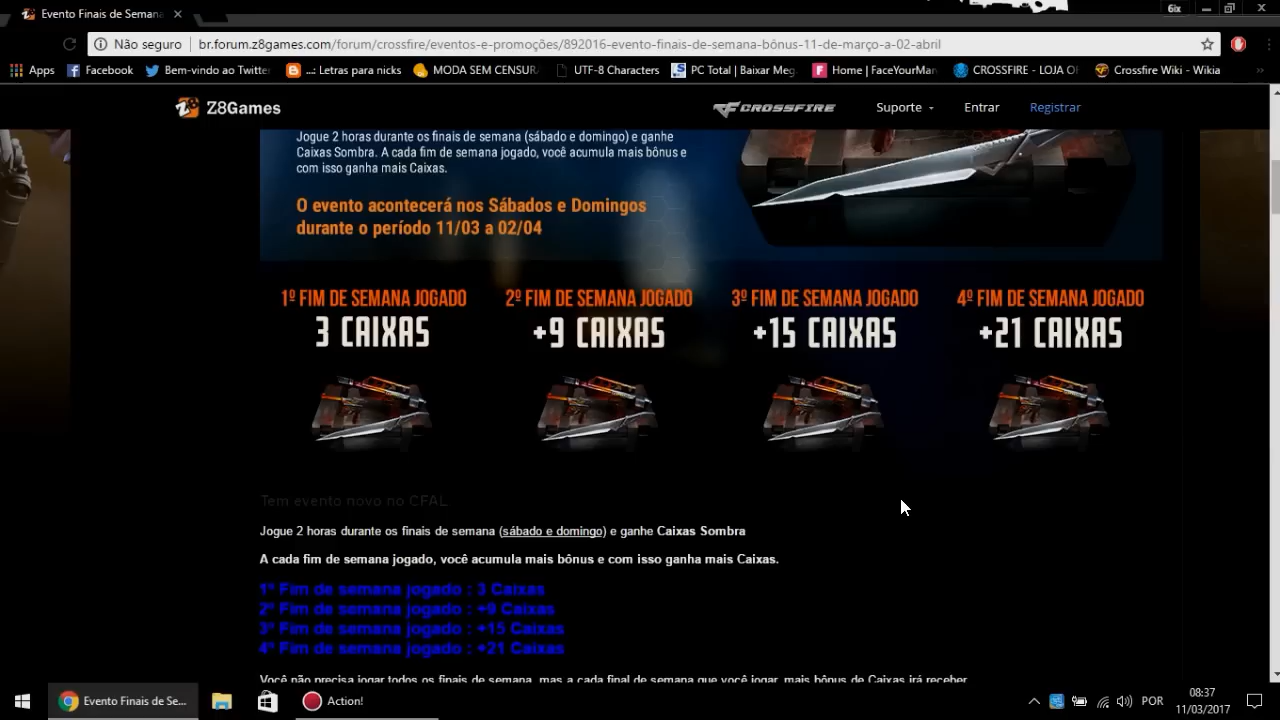 Evento Finais de Semana
6ix
Não seguro
br.forum.z8games.com/forum/crossfire/eventos-e-promoções/892016-evento-finais-de-semana-bônus-11-de-março-a-02-abril
Apps
Facebook
Bem-vindo ao Twitte
..: Letras para nicks
MODA SEM CENSUR
UTF-8 Characters
PC Total | Baixar Meg
Home | FaceYourMan
CROSSFIRE - LOJA OF
Crossfire Wiki - Wikia
Z8Games
CROSSFIRE
Suporte
Entrar
Registrar
Jogue 2 horas durante os finais de semana (sábado e domingo) e ganhe
Caixas Sombra. A cada fim de semana jogado, você acumula mais bônus e
com isso ganha mais Caixas.
O evento acontecerá nos Sábados e Domingos
durante o período 11/03 a 02/04
1º FIM DE SEMANA JOGADO
3 CAIXAS
2º FIM DE SEMANA JOGADO
+9 CAIXAS
3º FIM DE SEMANA JOGADO
+15 CAIXAS
4º FIM DE SEMANA JOGADO
+21 CAIXAS
Tem evento novo no CFAL
Jogue 2 horas durante os finais de semana (sábado e domingo) e ganhe Caixas Sombra
A cada fim de semana jogado, você acumula mais bônus e com isso ganha mais Caixas.
1º Fim de semana jogado : 3 Caixas
2º Fim de semana jogado : +9 Caixas
3º Fim de semana jogado : +15 Caixas
4º Fim de semana jogado : +21 Caixas
Você não precisa jogar todos os finais de semana, mas a cada final de semana que você jogar, mais bônus de Caixas irá receber
Evento Finais de Se...
Action!
POR
08:37
11/03/2017